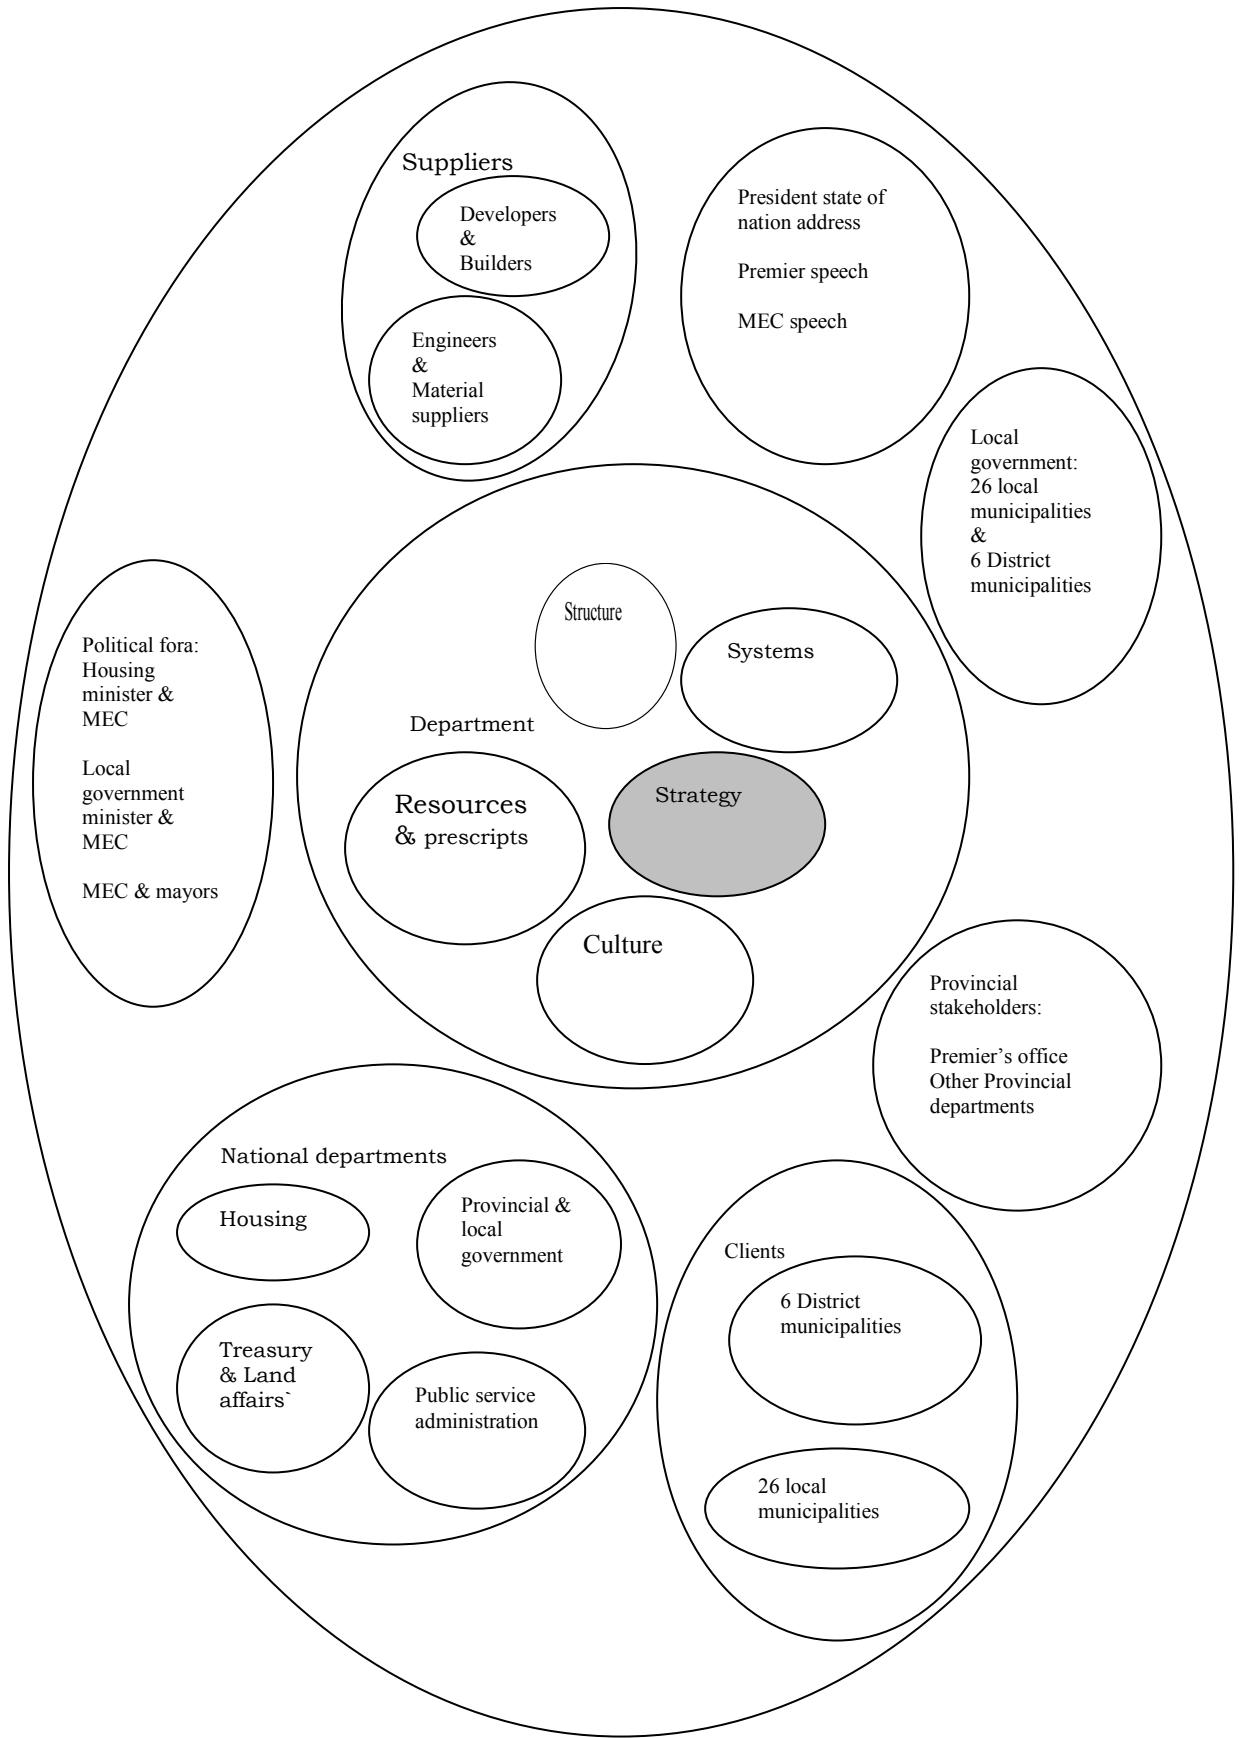 Suppliers
Developers
&
Builders
Engineers
&
Material
suppliers
President state of
nation address
Premier speech
MEC speech
Local
government:
26 local
municipalities
&
6 District
municipalities
Political fora:
Housing
minister &
MEC
Local
government
minister &
MEC
MEC & mayors
Structure
Systems
Department
Resources
& prescripts
Strategy
Culture
Provincial
stakeholders:
Premier’s office
Other Provincial
departments
National departments
Housing
Provincial &
local
government
Treasury
& Land
affairs`
Public service
administration
Clients
6 District
municipalities
26 local
municipalities